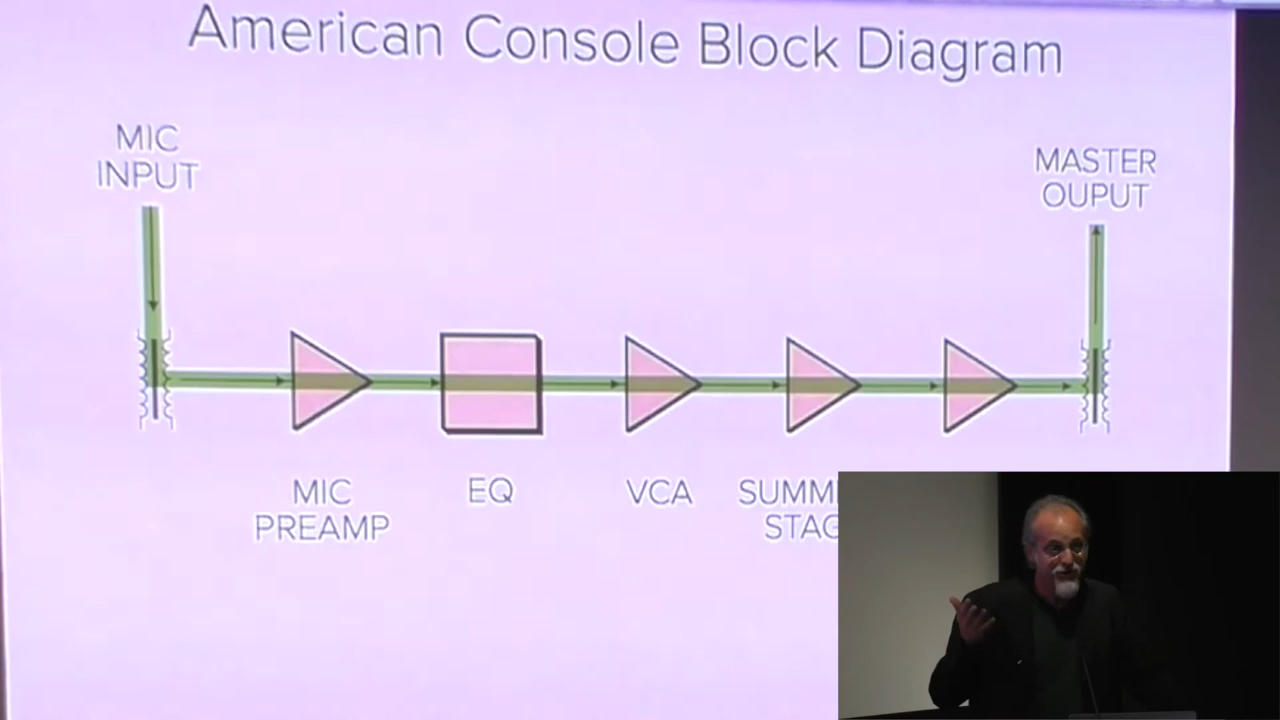 American Console Block Diagram
MIC
INPUT
MASTER
OUPUT
MIC
PREAMP
EQ
VCA